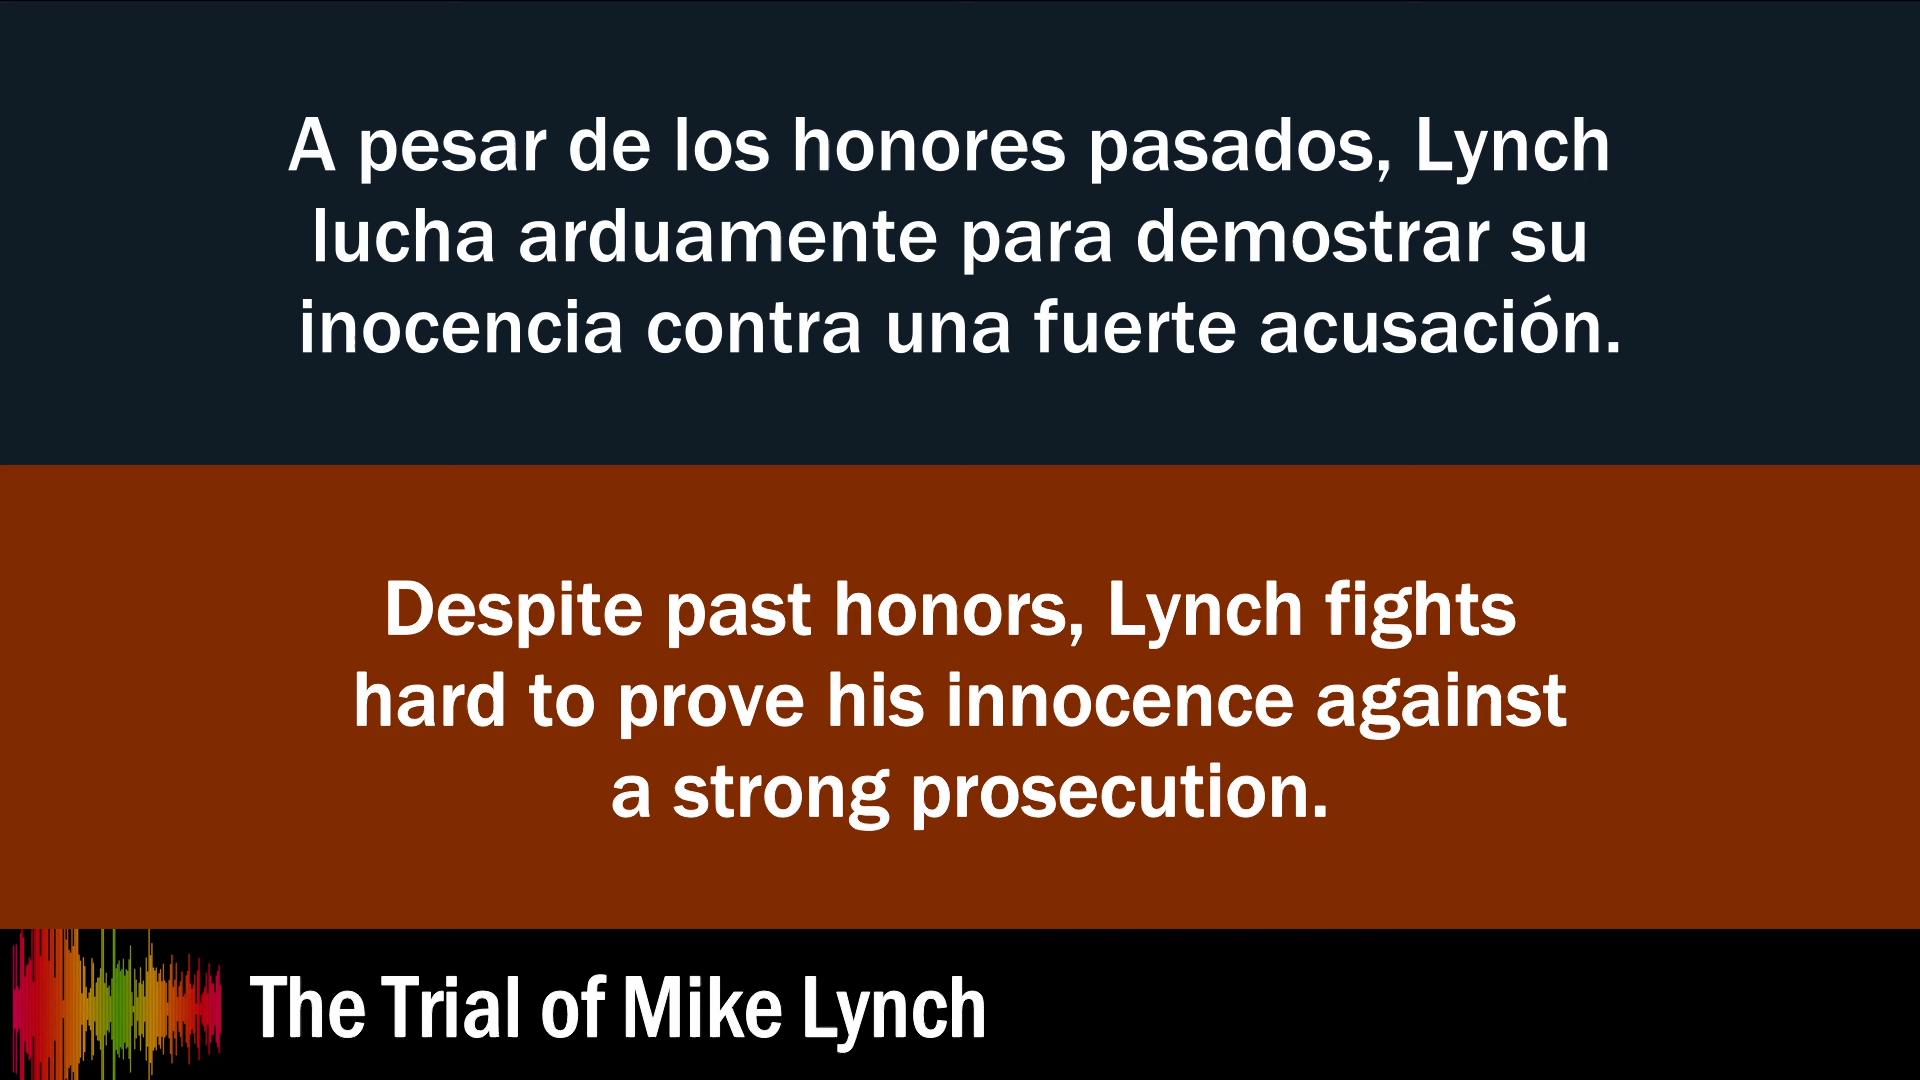 A pesar de los honores pasados, Lynch
lucha arduamente para demostrar su
inocencia contra una fuerte acusación.
Despite past honors, Lynch fights
hard to prove his innocence against
a strong prosecution.
The Trial of Mike Lynch